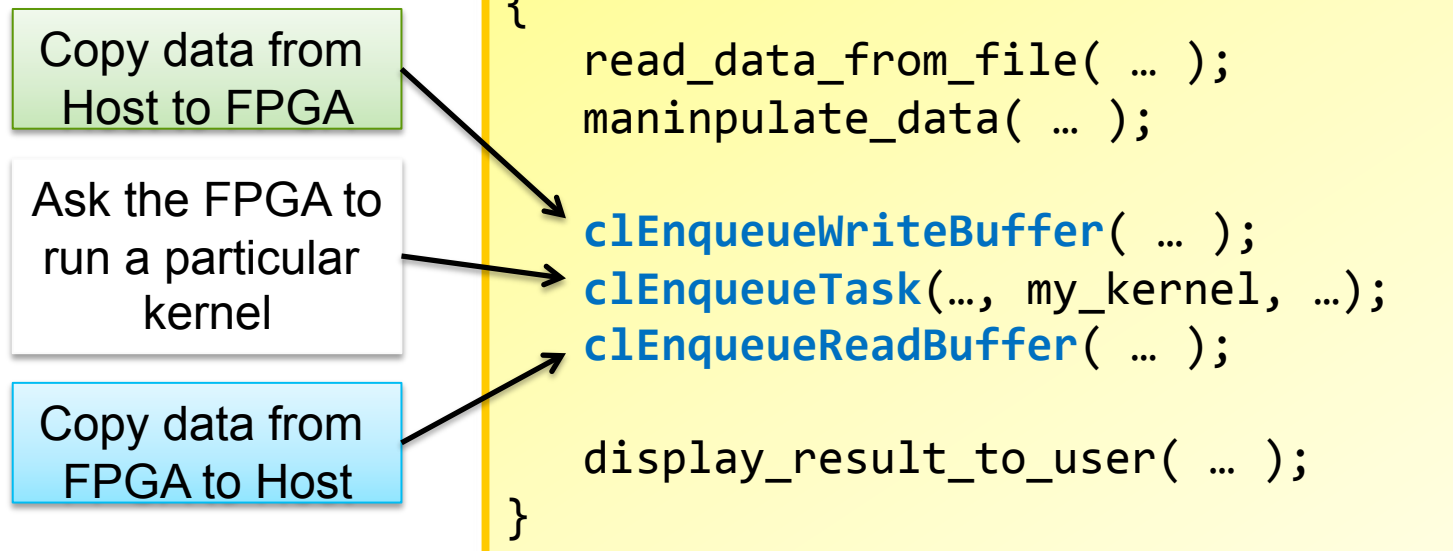 Copy data from
Host to FPGA
Ask the FPGA to
run a particular
kernel
Copy data from
FPGA to Host
{
read_data_from_file( … );
maninpulate_data( … );
clEnqueueWriteBuffer( … );
clEnqueueTask(…, my_kernel, …);
clEnqueueReadBuffer( … );
display_result_to_user( … );
}